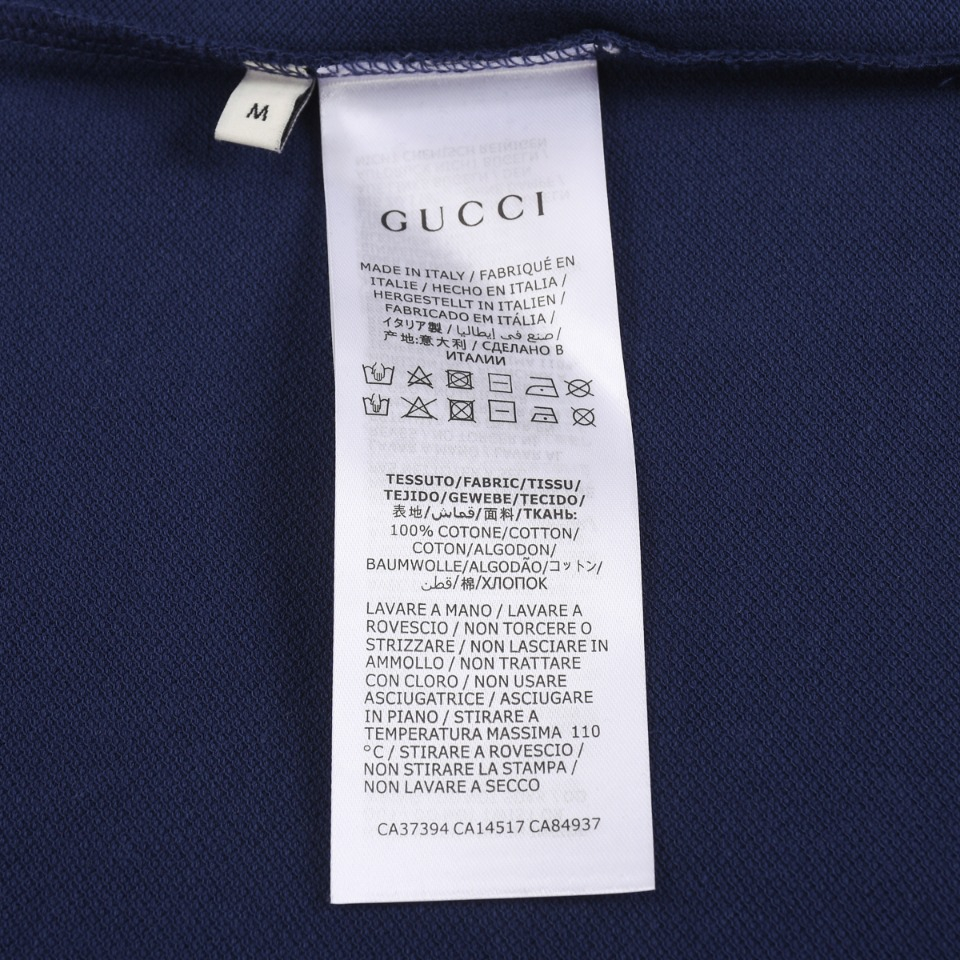 M
GUCCI
MADE IN ITALY / FABRIQUÉ EN
ITALIE / HECHO EN ITALIA /
HERGESTELLT IN ITALIEN /
FABRICADO EM ITÁLIA /
イタリア製 / صنع في إيطاليا /
产地:意大利 / СДЕЛАНО В
ИТАЛИИ
TESSUTO/FABRIC/TISSU/
TEJIDO/GEWEBE/TECIDO/
表地/قماش/面料/ТКАНЬ:
100% COTONE/COTTON/
COTON/ALGODON/
BAUMWOLLE/ALGODÃO/コットン/
قطن/棉/ХЛОПОК
LAVARE A MANO / LAVARE A
ROVESCIO / NON TORCERE O
STRIZZARE / NON LASCIARE IN
AMMOLLO / NON TRATTARE
CON CLORO / NON USARE
ASCIUGATRICE / ASCIUGARE
IN PIANO / STIRARE A
TEMPERATURA MASSIMA 110
°C / STIRARE A ROVESCIO /
NON STIRARE LA STAMPA /
NON LAVARE A SECCO
CA37394 CA14517 CA84937